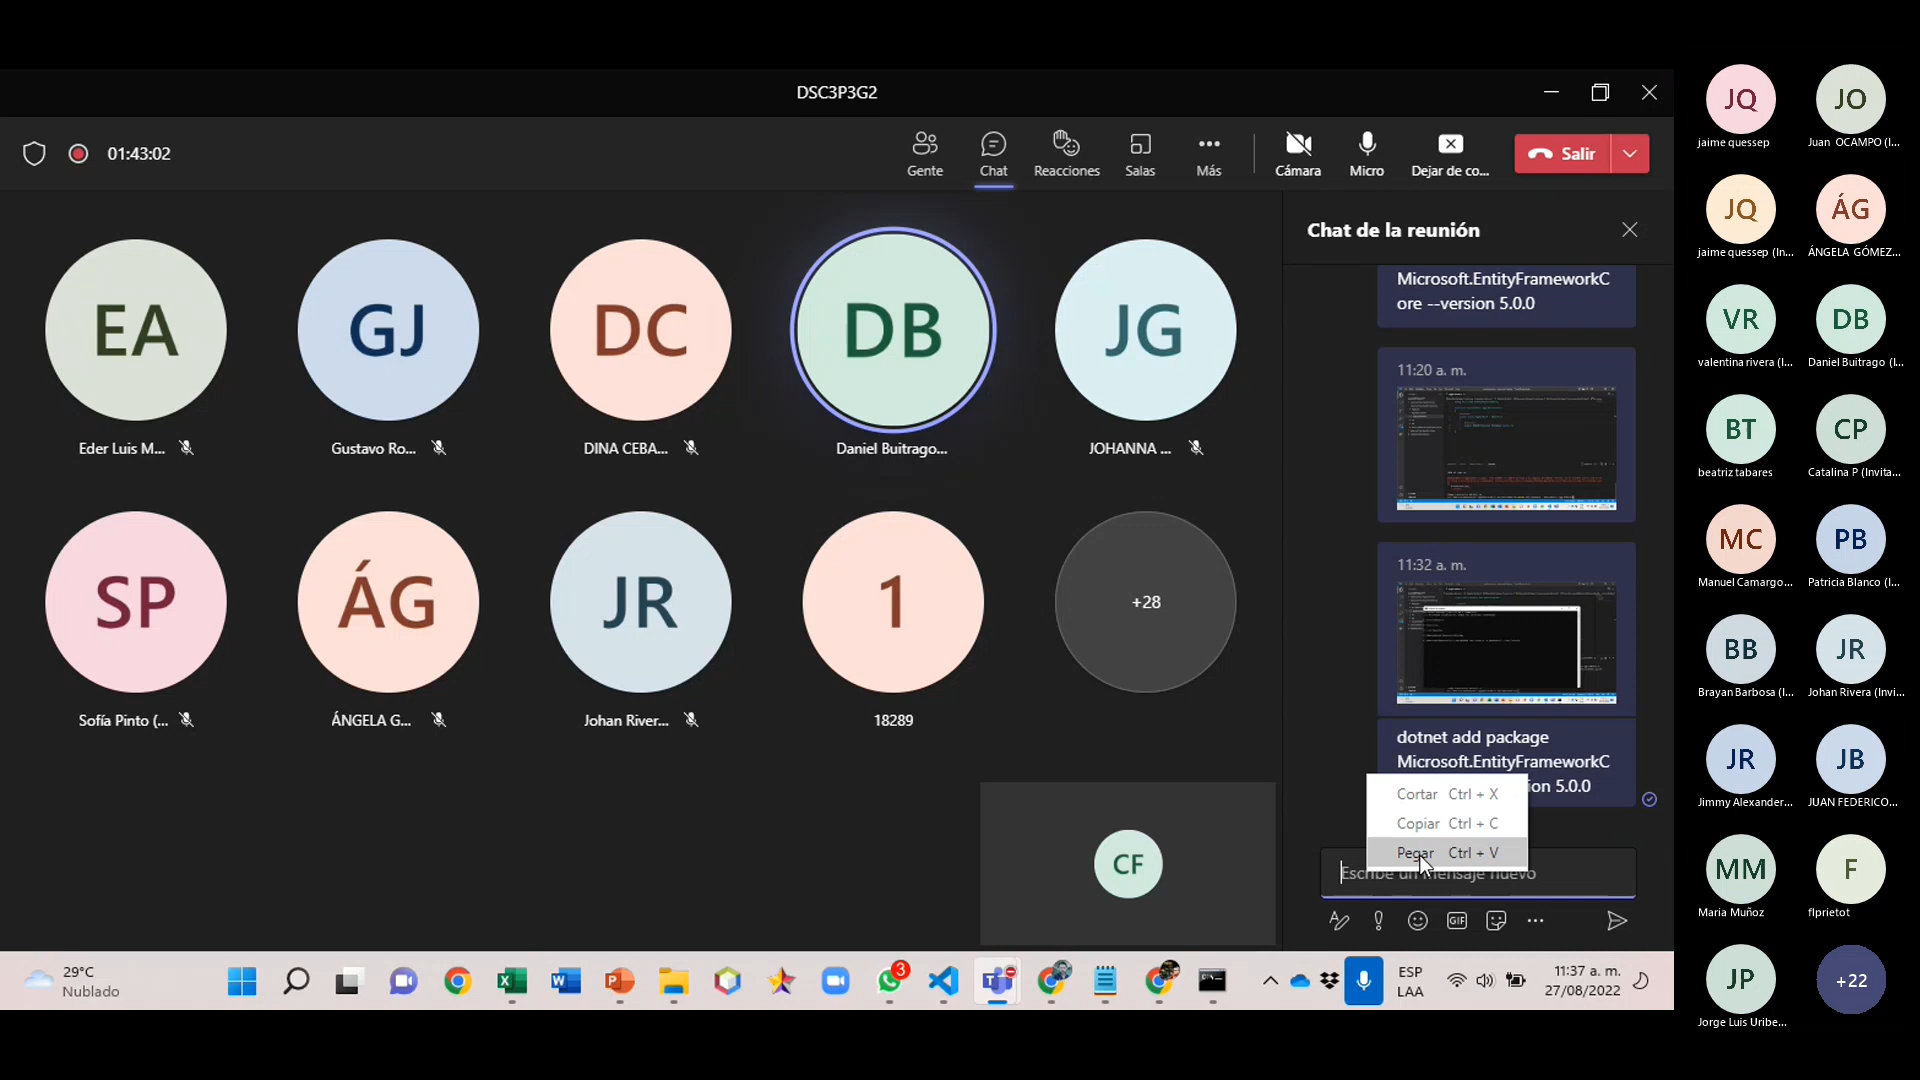 DSC3P3G2
01:43:02
Gente
Chat
Reacciones
Salas
Más
Cámara
Micro
Dejar de co...
Salir
EA
GJ
DC
DB
JG
Eder Luis M...
Gustavo Ro...
DINA CEBA...
Daniel Buitrago...
JOHANNA ...
SP
ÁG
JR
1
+28
Sofía Pinto (...
ÁNGELA G...
Johan River...
18289
CF
Chat de la reunión
Microsoft.EntityFrameworkC
ore --version 5.0.0
11:20 a. m.
11:32 a. m.
dotnet add package
Microsoft.EntityFrameworkC
ion 5.0.0
Cortar Ctrl + X
Copiar Ctrl + C
Pegar Ctrl + V
Escribe un mensaje nuevo
GIF
29°C
Nublado
3
ESP
LAA
11:37 a. m.
27/08/2022
JQ
JO
jaime quessep
Juan OCAMPO (I...
JQ
ÁG
jaime quessep (In...
ÁNGELA GÓMEZ...
VR
DB
valentina rivera (I...
Daniel Buitrago (I...
BT
CP
beatriz tabares
Catalina P (Invita...
MC
PB
Manuel Camargo...
Patricia Blanco (I...
BB
JR
Brayan Barbosa (I...
Johan Rivera (Invi...
JR
JB
Jimmy Alexander...
JUAN FEDERICO...
MM
F
Maria Muñoz
flprietot
JP
+22
Jorge Luis Uribe...